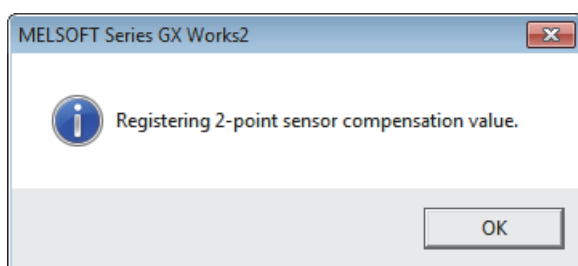 MELSOFT Series GX Works2
Registering 2-point sensor compensation value.
OK